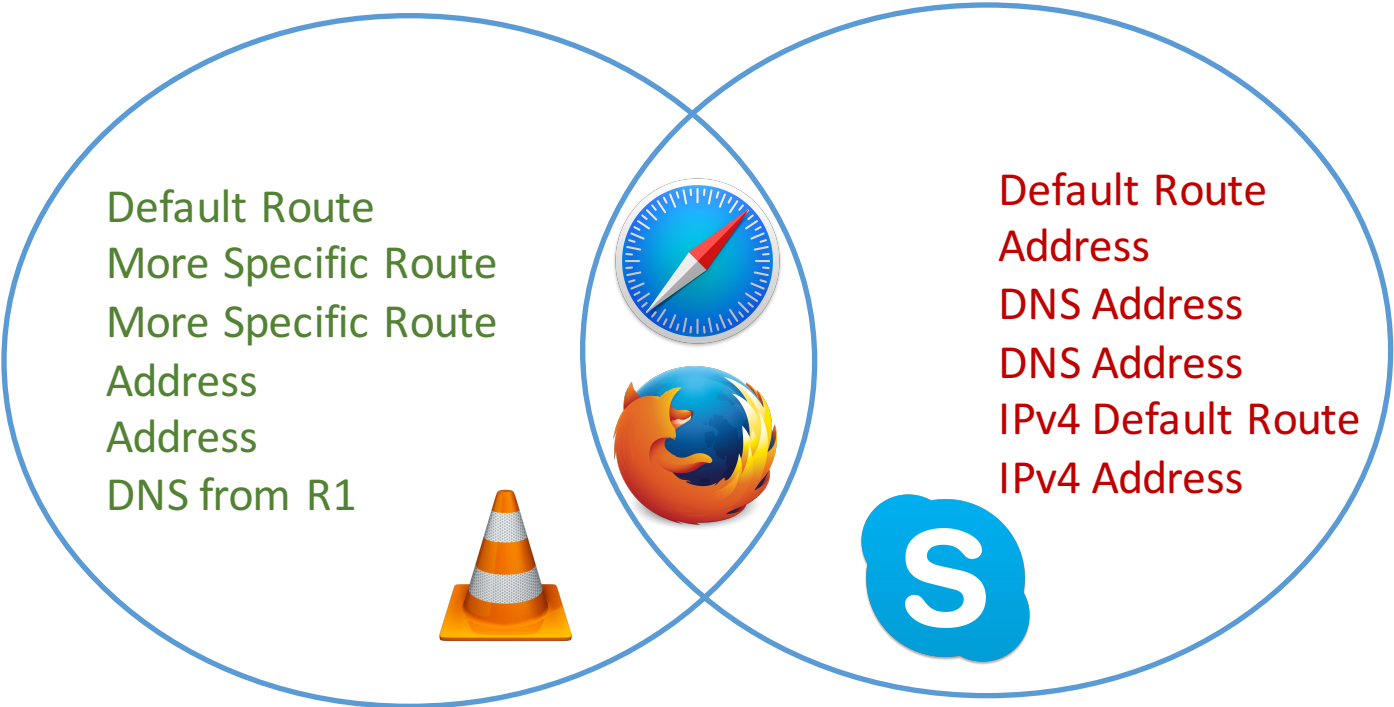 Default Route
More Specific Route
More Specific Route
Address
Address
DNS from R1
Default Route
Address
DNS Address
DNS Address
IPv4 Default Route
IPv4 Address
S